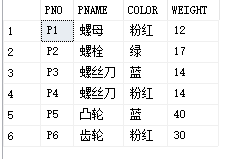 PNO PNAME COLOR WEIGHT
1 P1 螺母 粉红 12
2 P2 螺栓 绿 17
3 P3 螺丝刀 蓝 14
4 P4 螺丝刀 粉红 14
5 P5 凸轮 蓝 40
6 P6 齿轮 粉红 30